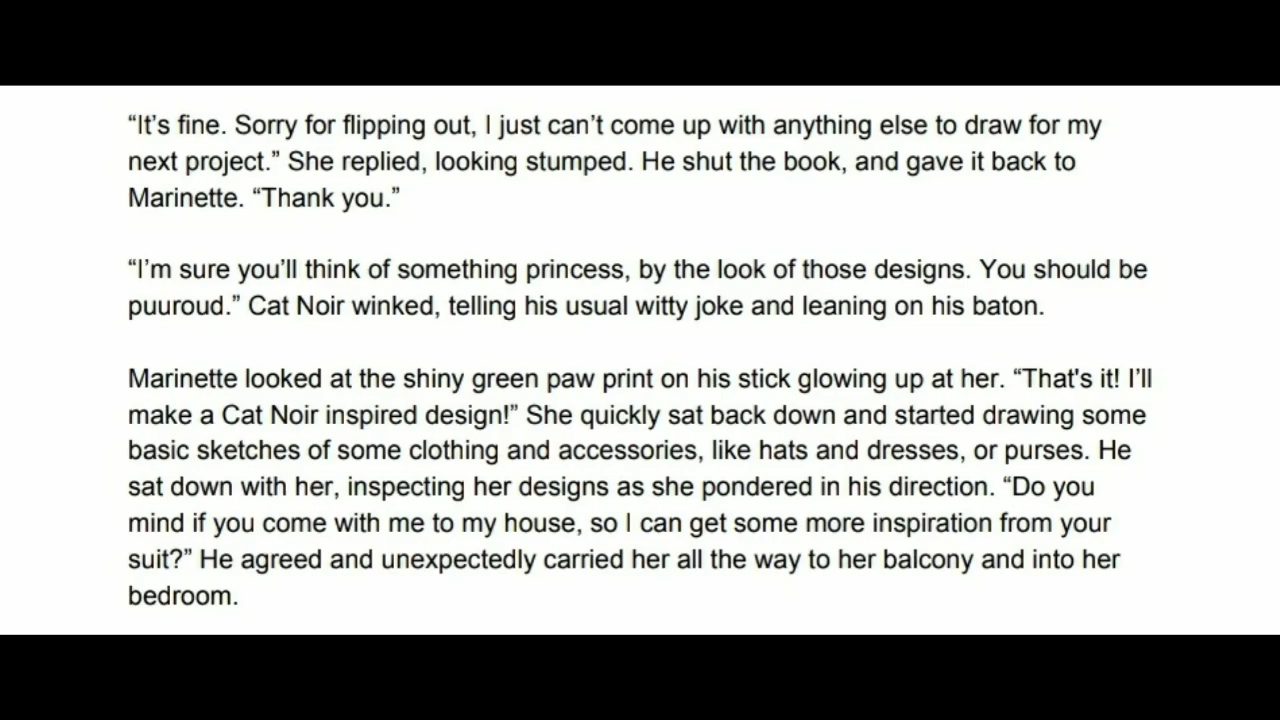 “It’s fine. Sorry for flipping out, I just can’t come up with anything else to draw for my
next project.” She replied, looking stumped. He shut the book, and gave it back to
Marinette. “Thank you.”
“I’m sure you’ll think of something princess, by the look of those designs. You should be
puuroud.” Cat Noir winked, telling his usual witty joke and leaning on his baton.
Marinette looked at the shiny green paw print on his stick glowing up at her. “That's it! I’ll
make a Cat Noir inspired design!” She quickly sat back down and started drawing some
basic sketches of some clothing and accessories, like hats and dresses, or purses. He
sat down with her, inspecting her designs as she pondered in his direction. “Do you
mind if you come with me to my house, so I can get some more inspiration from your
suit?” He agreed and unexpectedly carried her all the way to her balcony and into her
bedroom.